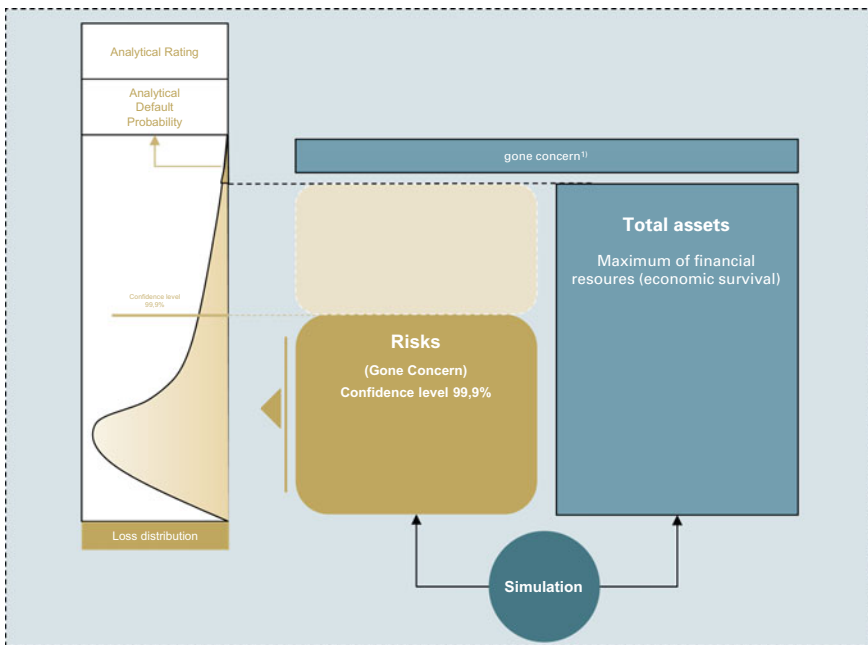 Analytical Rating
Analytical
Default
Probability
gone concern¹⁾
Total assets
Maximum of financial
resoures (economic survival)
Confidence level
99,9%
Risks
(Gone Concern)
Confidence level 99,9%
Loss distribution
Simulation